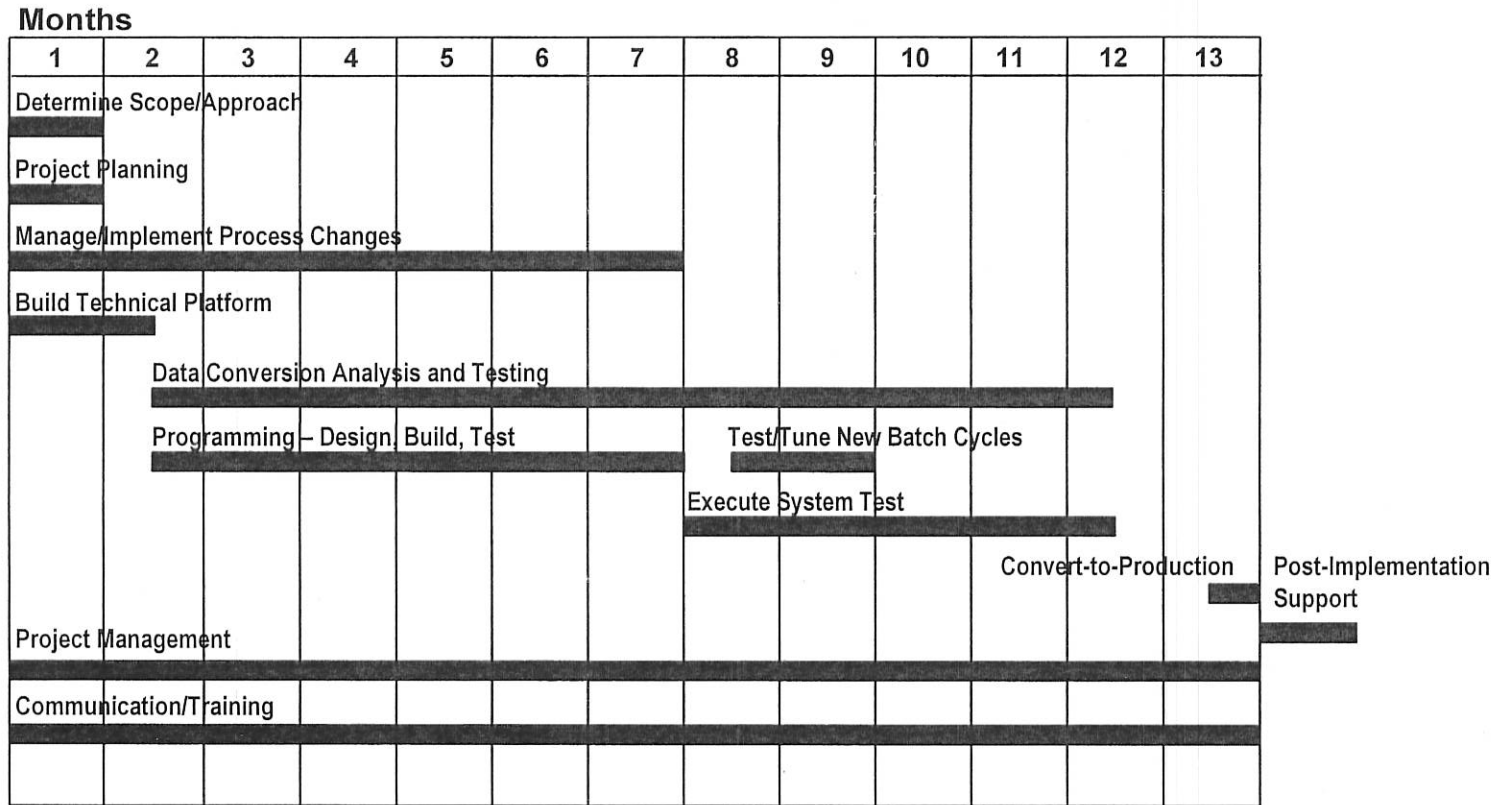 Months
1 2 3 4 5 6 7 8 9 10 11 12 13
Determine Scope/Approach
Project Planning
Manage/Implement Process Changes
Build Technical Platform
Data Conversion Analysis and Testing
Programming – Design, Build, Test Test/Tune New Batch Cycles
Execute System Test
Convert-to-Production Post-Implementation
Support
Project Management
Communication/Training